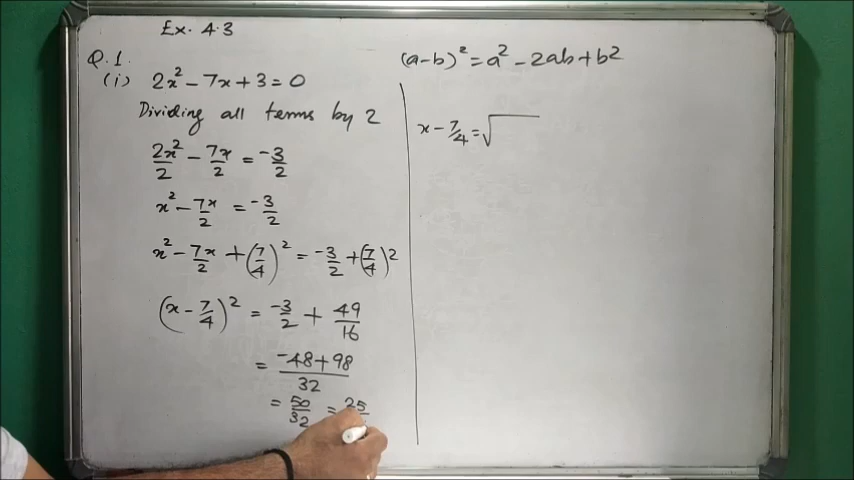 Ex. 4.3
Q.1.
(i) 2x² - 7x + 3 = 0
Dividing all terms by 2
2x²/2 - 7x/2 = -3/2
x² - 7x/2 = -3/2
x² - 7x/2 + (7/4)² = -3/2 + (7/4)²
(x - 7/4)² = -3/2 + 49/16
= -48+98/32
= 50/32 = 25
(a-b)² = a² - 2ab + b²
x - 7/4 = √